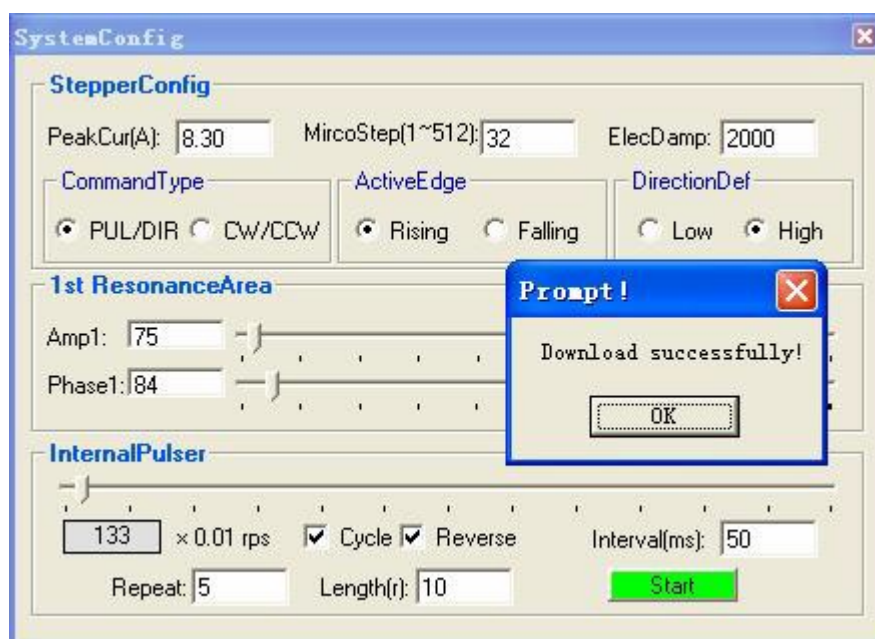 SystemConfig
StepperConfig
PeakCur(A): 8.30 MircoStep(1~512): 32 ElecDamp: 2000
CommandType ActiveEdge DirectionDef
PUL/DIR CW/CCW Rising Falling Low High
1st ResonanceArea
Prompt!
Amp1: 75
Download successfully!
Phase1: 84
OK
InternalPulser
133 × 0.01 rps Cycle Reverse Interval(ms): 50
Repeat: 5 Length(r): 10 Start